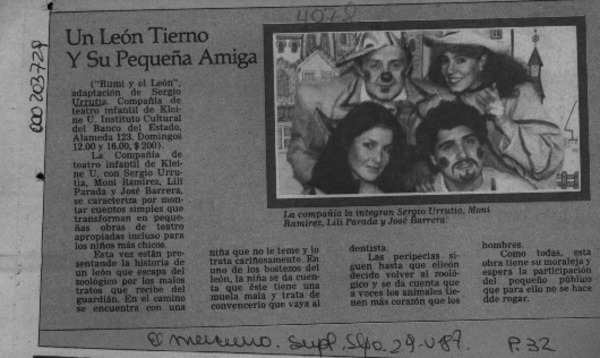 4078
000203729
Un León Tierno
Y Su Pequeña Amiga
("Rumi y el León",
adaptación de Sergio
Urrutia. Compañía de
teatro infantil de Klei-
ne U. Instituto Cultural
del Banco del Estado,
Alameda 123. Domingos
12.00 y 16.00, $ 200).
La Compañía de
teatro infantil de Klei-
ne U, con Sergio Urru-
tia, Moni Ramírez, Lili
Parada y José Barrera,
se caracteriza por mon-
tar cuentos simples que
transforman en peque-
ñas obras de teatro
apropiadas incluso para
los niños más chicos.
Esta vez están pre-
sentando la historia de
un león que escapa del
zoológico por los malos
tratos que recibe del
guardián. En el camino
se encuentra con una
La compañía la integran Sergio Urrutia, Moni
Ramírez, Lili Parada y José Barrera.
niña que no le teme y lo
trata cariñosamente. En
uno de los bostezos del
león, la niña se da cuen-
ta que éste tiene una
muela mala y trata de
convencerlo que vaya al
dentista.
Las peripecias si-
guen hasta que elleón
decide volver al zooló-
gico y se da cuenta que
a veces los animales tie-
nen más corazón que los
hombres.
Como todas, esta
obra tiene su moraleja y
espera la participación
del pequeño público
que para ello no se hace
dde rogar.
El mercurio. Supl. Stgo. 29-V-87. P. 32